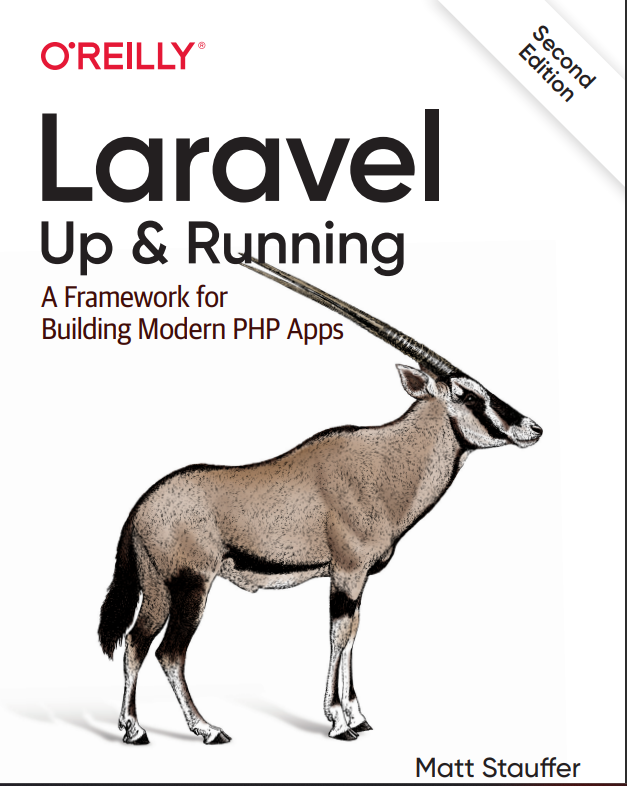 O'REILLY®
Second
Edition
Laravel
Up & Running
A Framework for
Building Modern PHP Apps
Matt Stauffer